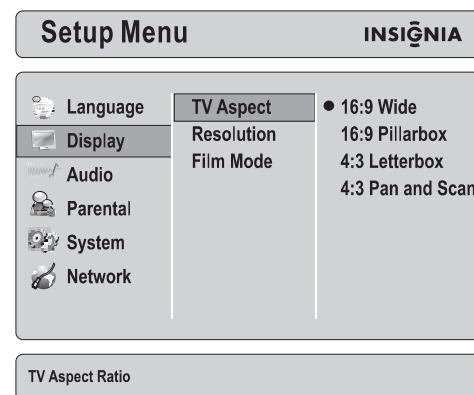 Setup Menu
INSIGNIA
Language
Display
Audio
Parental
System
Network
TV Aspect
Resolution
Film Mode
16:9 Wide
16:9 Pillarbox
4:3 Letterbox
4:3 Pan and Scan
TV Aspect Ratio